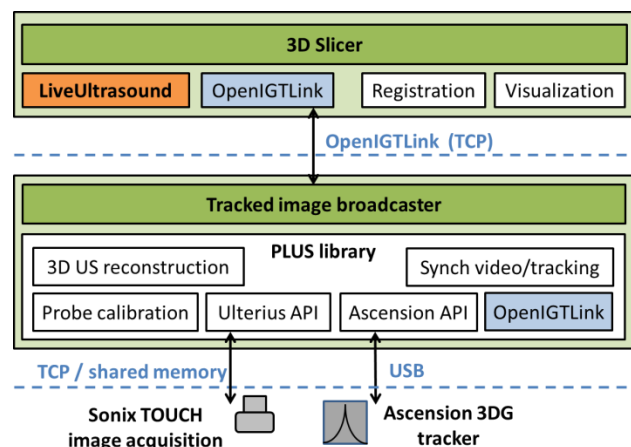 3D Slicer
LiveUltrasound
OpenIGTLink
Registration
Visualization
OpenIGTLink (TCP)
Tracked image broadcaster
PLUS library
3D US reconstruction
Synch video/tracking
Probe calibration
Ulterius API
Ascension API
OpenIGTLink
TCP / shared memory
USB
Sonix TOUCH
image acquisition
Ascension 3DG
tracker